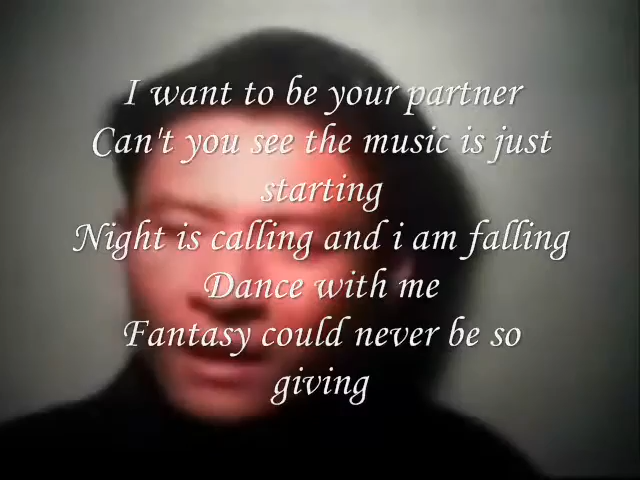 I want to be your partner
Can't you see the music is just
starting
Night is calling and i am falling
Dance with me
Fantasy could never be so
giving